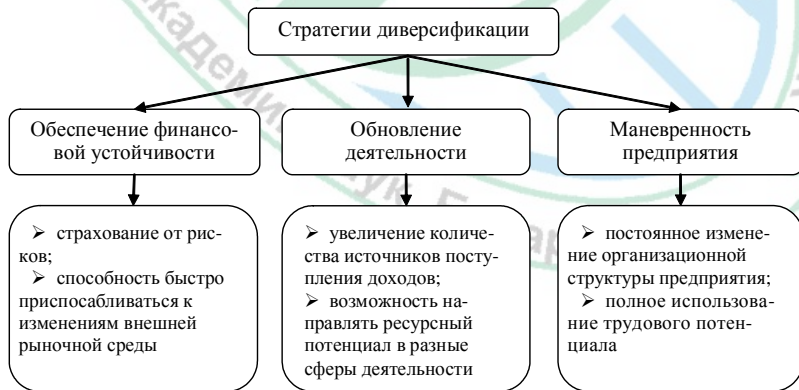 Стратегии диверсификации
Обеспечение финансо-
вой устойчивости
Обновление
деятельности
Маневренность
предприятия
➢ страхование от рис-
ков;
➢ способность быстро
приспосабливаться к
изменениям внешней
рыночной среды
➢ увеличение количе-
ства источников посту-
пления доходов;
➢ возможность на-
правлять ресурсный
потенциал в разные
сферы деятельности
➢ постоянное измене-
ние организационной
структуры предприятия;
➢ полное использова-
ние трудового потен-
циала